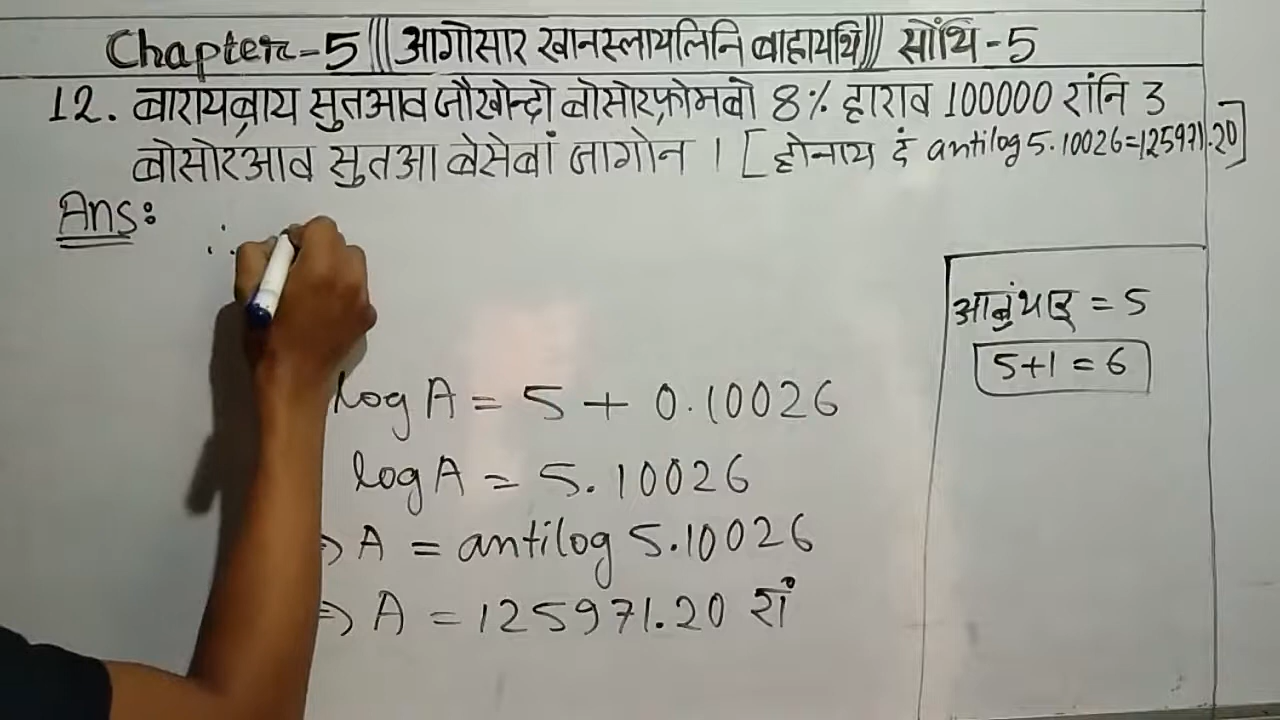 Chapter-5 ||| आगोसार खानस्लायलिनि बाहायथि ||| सोंथि - 5
12. बारायब्राय सुतआव जौखोन्दो बोसोरफ्रोमबो 8% हाराव 100000 रांनि 3
बोसोरआव सुतआ बेसेबां जागोन । [ होनाय दं antilog 5.10026=125971.20]
Ans:
∴
आनुंथाइ = 5
5+1 = 6
log A = 5 + 0.10026
log A = 5.10026
⇒ A = antilog 5.10026
⇒ A = 125971.20 रां